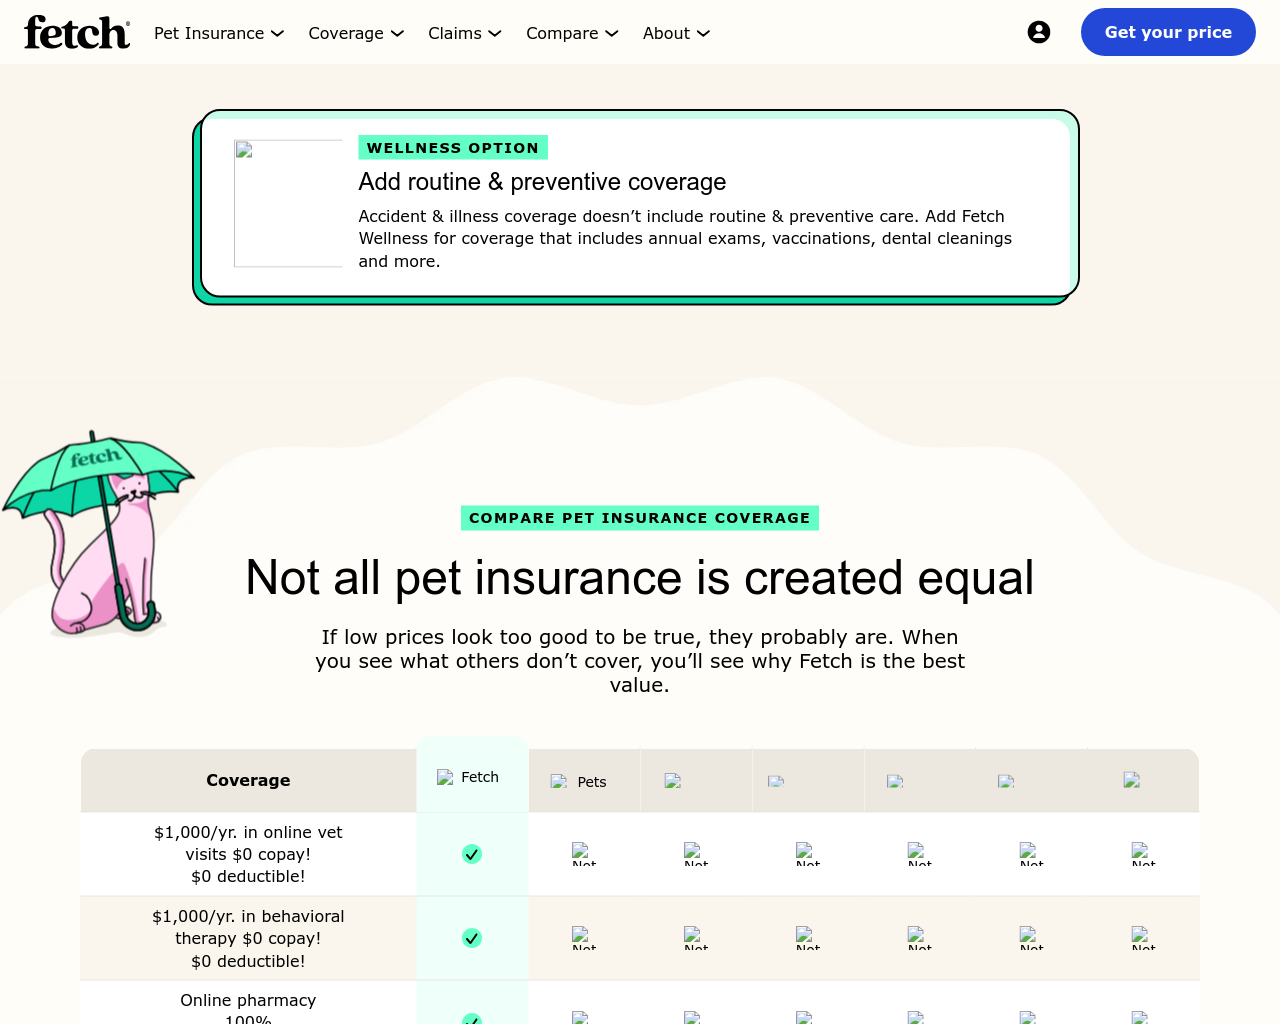 fetch
Pet Insurance
Coverage
Claims
Compare
About
Get your price
WELLNESS OPTION
Add routine & preventive coverage
Accident & illness coverage doesn’t include routine & preventive care. Add Fetch
Wellness for coverage that includes annual exams, vaccinations, dental cleanings
and more.
fetch
COMPARE PET INSURANCE COVERAGE
Not all pet insurance is created equal
If low prices look too good to be true, they probably are. When
you see what others don’t cover, you’ll see why Fetch is the best
value.
Coverage
Fetch
Pets
$1,000/yr. in online vet
visits $0 copay!
$0 deductible!
Not Not Not Not Not Not
$1,000/yr. in behavioral
therapy $0 copay!
$0 deductible!
Not Not Not Not Not Not
Online pharmacy
100%